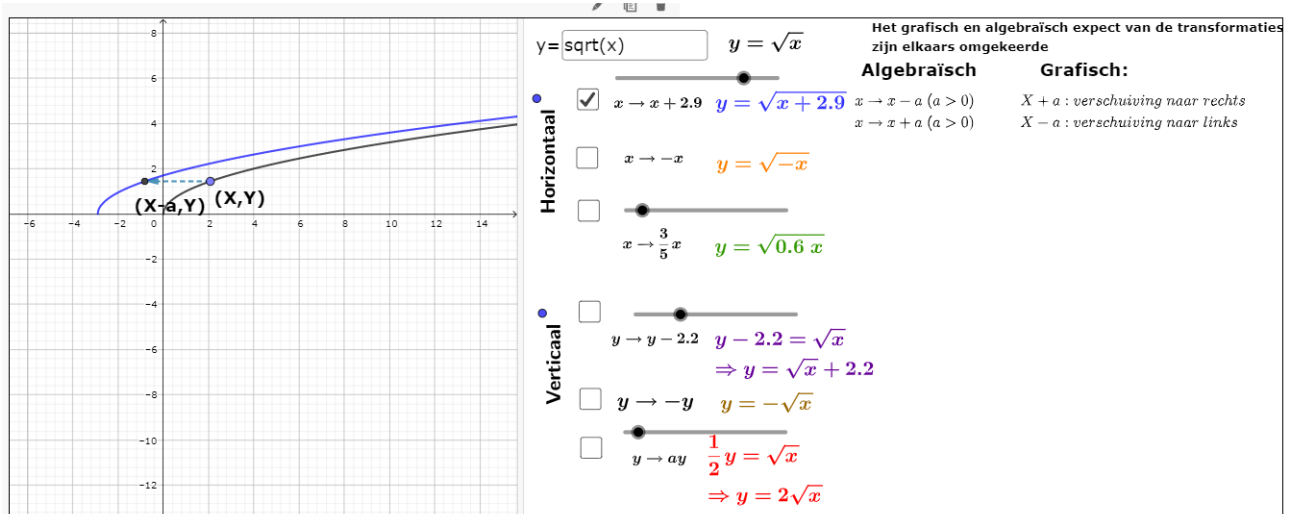 8
6
4
2
-6
-4
-2
0
2
4
6
8
10
12
14
-2
-4
-6
-8
-10
-12
(X-a,Y)
(X,Y)
y= sqrt(x)
y = √x
Horizontaal
x → x + 2.9
y = √(x + 2.9)
x → −x
y = √(−x)
x → 3/5 x
y = √(0.6 x)
Verticaal
y → y − 2.2
y − 2.2 = √x
⇒ y = √x + 2.2
y → −y
y = −√x
y → ay
1/2 y = √x
⇒ y = 2√x
Het grafisch en algebraïsch expect van de transformaties
zijn elkaars omgekeerde
Algebraïsch
Grafisch:
x → x − a (a > 0)
X + a : verschuiving naar rechts
x → x + a (a > 0)
X − a : verschuiving naar links